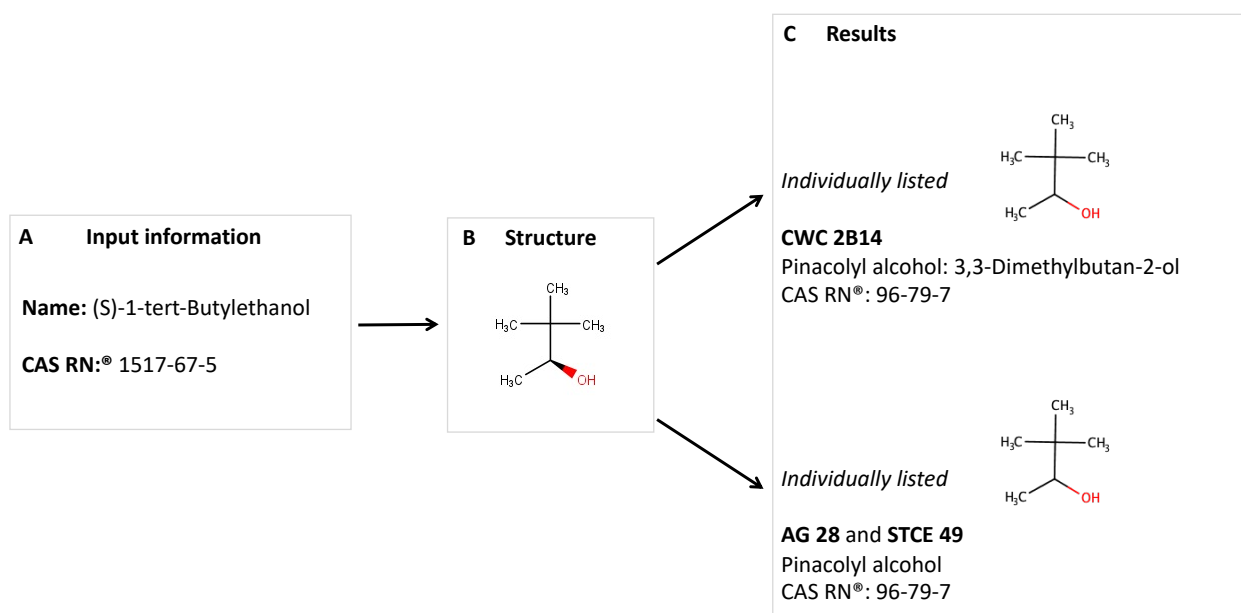 A Input information
Name: (S)-1-tert-Butylethanol
CAS RN:® 1517-67-5
B Structure
CH₃
H₃C CH₃
H₃C OH
C Results
CH₃
H₃C CH₃
H₃C OH
Individually listed
CWC 2B14
Pinacolyl alcohol: 3,3-Dimethylbutan-2-ol
CAS RN®: 96-79-7
CH₃
H₃C CH₃
H₃C OH
Individually listed
AG 28 and STCE 49
Pinacolyl alcohol
CAS RN®: 96-79-7